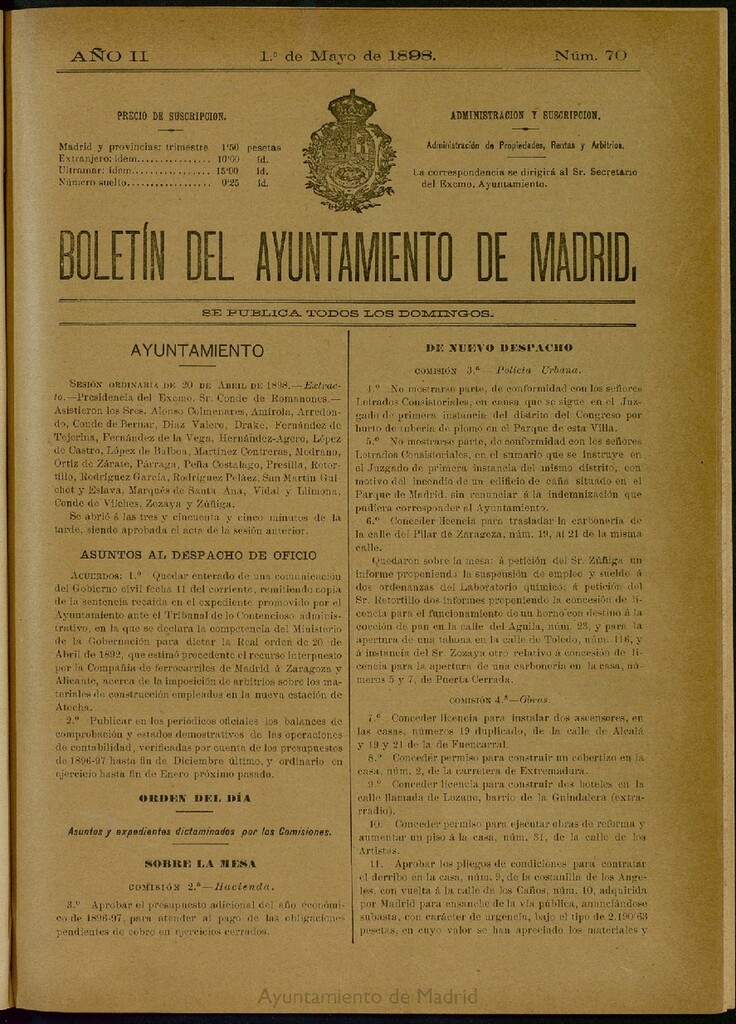 AÑO II
1.º de Mayo de 1898.
Núm. 70
PRECIO DE SUSCRIPCION.
Madrid y provincias: trimestre 1'50 pesetas
Extranjero: ídem............... 10'00 íd.
Ultramar: ídem................. 15'00 íd.
Número suelto.................. 0'25 íd.
ADMINISTRACION Y SUSCRIPCION.
Administración de Propiedades, Rentas y Arbitrios.
La correspondencia se dirigirá al Sr. Secretario
del Excmo. Ayuntamiento.
BOLETÍN DEL AYUNTAMIENTO DE MADRID.
SE PUBLICA TODOS LOS DOMINGOS.
AYUNTAMIENTO
SESIÓN ORDINARIA DE 20 DE ABRIL DE 1898.—Extrac-
to.—Presidencia del Excmo. Sr. Conde de Romanones.—
Asistieron los Sres. Alonso Colmenares, Amírola, Arredon-
do, Conde de Bernar, Díaz Valero, Drake, Fernández de
Tejerina, Fernández de la Vega, Hernández-Agero, López
de Castro, López de Balboa, Martínez Contreras, Modrano,
Ortiz de Zárate, Párraga, Peña Costalago, Presilla, Retor-
tillo, Rodríguez García, Rodríguez Peláez, San Martín Gui-
chot y Eslava, Marqués de Santa Ana, Vidal y Llimona,
Conde de Vilches, Zozaya y Zúñiga.
Se abrió á las tres y cincuenta y cinco minutos de la
tarde, siendo aprobada el acta de la sesión anterior.
ASUNTOS AL DESPACHO DE OFICIO
ACUERDOS: 1.º Quedar enterado de una comunicación
del Gobierno civil fecha 11 del corriente, remitiendo copia
de la sentencia recaída en el expediente promovido por el
Ayuntamiento ante el Tribunal de lo Contencioso adminis-
trativo, en la que se declara la competencia del Ministerio
de la Gobernación para dictar la Real orden de 20 de
Abril de 1892, que estimó procedente el recurso interpuesto
por la Compañía de ferrocarriles de Madrid á Zaragoza y
Alicante, acerca de la imposición de arbitrios sobre los ma-
teriales de construcción empleados en la nueva estación de
Atocha.
2.º Publicar en los periódicos oficiales los balances de
comprobación y estados demostrativos de las operaciones
de contabilidad, verificadas por cuenta de los presupuestos
de 1896-97 hasta fin de Diciembre último, y ordinario en
ejercicio hasta fin de Enero próximo pasado.
ORDEN DEL DÍA
Asuntos y expedientes dictaminados por las Comisiones.
SOBRE LA MESA
COMISIÓN 2.ª—Hacienda.
3.º Aprobar el presupuesto adicional del año económi-
co de 1896-97, para atender al pago de las obligaciones
pendientes de cobro en ejercicios cerrados.
DE NUEVO DESPACHO
COMISIÓN 3.ª Policía Urbana.
4.º No mostrarse parte, de conformidad con los señores
Letrados Consistoriales, en causa que se sigue en el Juz-
gado de primera instancia del distrito del Congreso por
hurto de tubería de plomo en el Parque de esta Villa.
5.º No mostrarse parte, de conformidad con los señores
Letrados Consistoriales, en el sumario que se instruye en
el Juzgado de primera instancia del mismo distrito, con
motivo del incendio de un edificio de caña situado en el
Parque de Madrid, sin renunciar á la indemnización que
pudiera corresponder al Ayuntamiento.
6.º Conceder licencia para trasladar la carbonería de
la calle del Pilar de Zaragoza, núm. 19, al 21 de la misma
calle.
Quedaron sobre la mesa: á petición del Sr. Zúñiga un
informe proponiendo la suspensión de empleo y sueldo á
dos ordenanzas del Laboratorio químico; á petición del
Sr. Retortillo dos informes proponiendo la concesión de li-
cencia para el funcionamiento de un horno con destino á la
cocción de pan en la calle del Aguila, núm. 23, y para la
apertura de una tahona en la calle de Toledo, núm. 116, y
á instancia del Sr. Zozaya otro relativo á concesión de li-
cencia para la apertura de una carbonería en la casa, nú-
meros 5 y 7, de Puerta Cerrada.
COMISIÓN 4.ª—Obras.
7.º Conceder licencia para instalar dos ascensores, en
las casas, números 19 duplicado, de la calle de Alcalá
y 19 y 21 de la de Fuencarral.
8.º Conceder permiso para construir un cobertizo en la
casa, núm. 2, de la carretera de Extremadura.
9.º Conceder licencia para construir dos hoteles en la
calle llamada de Lozano, barrio de la Guindalera (extra-
rradio).
10. Conceder permiso para ejecutar obras de reforma y
aumentar un piso á la casa, núm. 31, de la calle de los
Artistas.
11. Aprobar los pliegos de condiciones para contratar
el derribo en la casa, núm. 9, de la costanilla de los Ange-
les, con vuelta á la calle de los Caños, núm. 10, adquirida
por Madrid para ensanche de la vía pública, anunciándose
subasta, con carácter de urgencia, bajo el tipo de 2.190'63
pesetas, en cuyo valor se han apreciado los materiales y
Ayuntamiento de Madrid